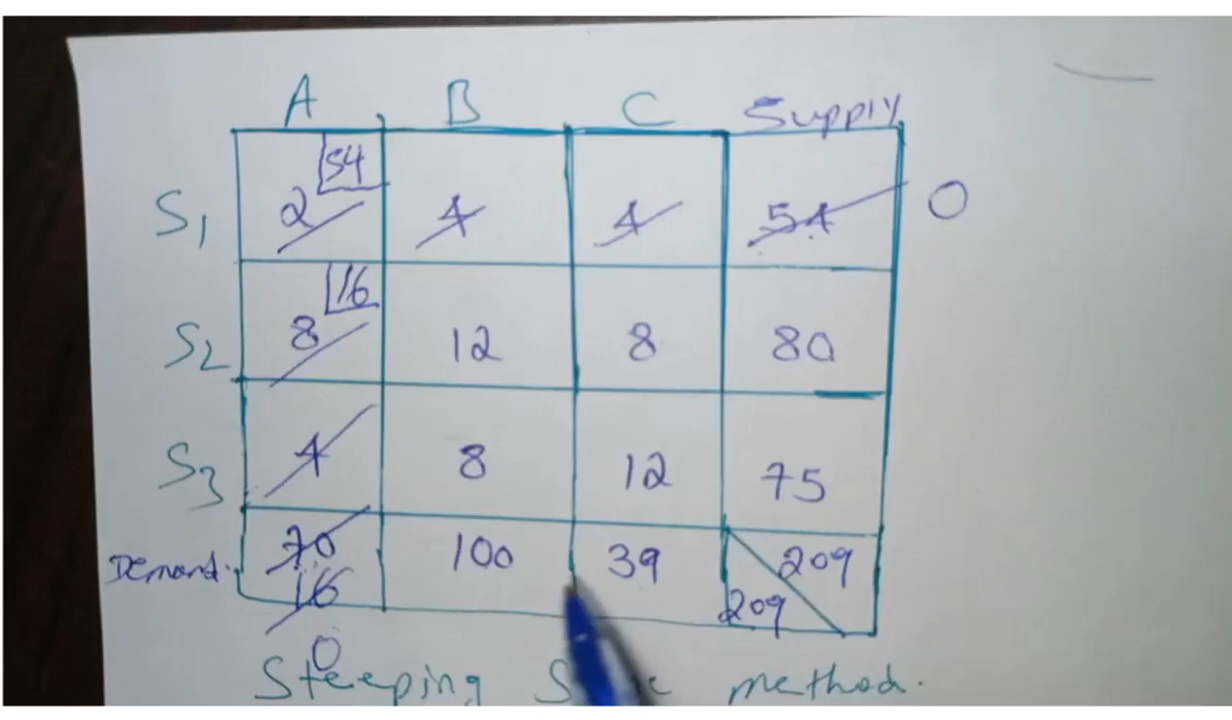 A B C Supply
54
S1 2 4 4 54 0
16
S2 8 12 8 80
S3 4 8 12 75
Demand. 70 100 39 209
16 209
0
Steeping method.